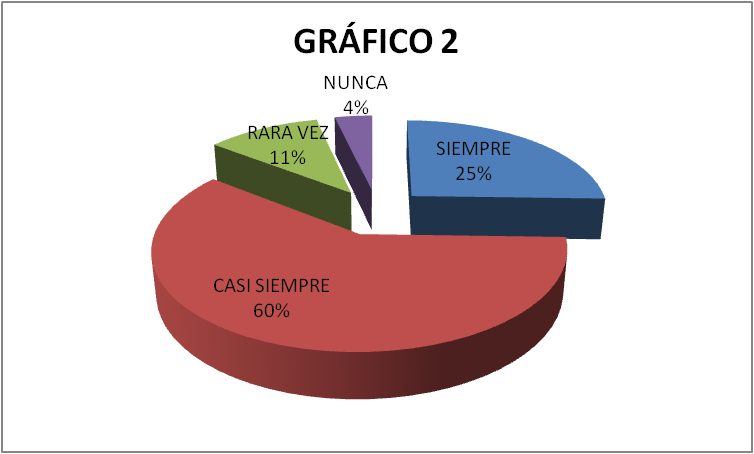 GRÁFICO 2
NUNCA
4%
RARA VEZ
11%
SIEMPRE
25%
CASI SIEMPRE
60%